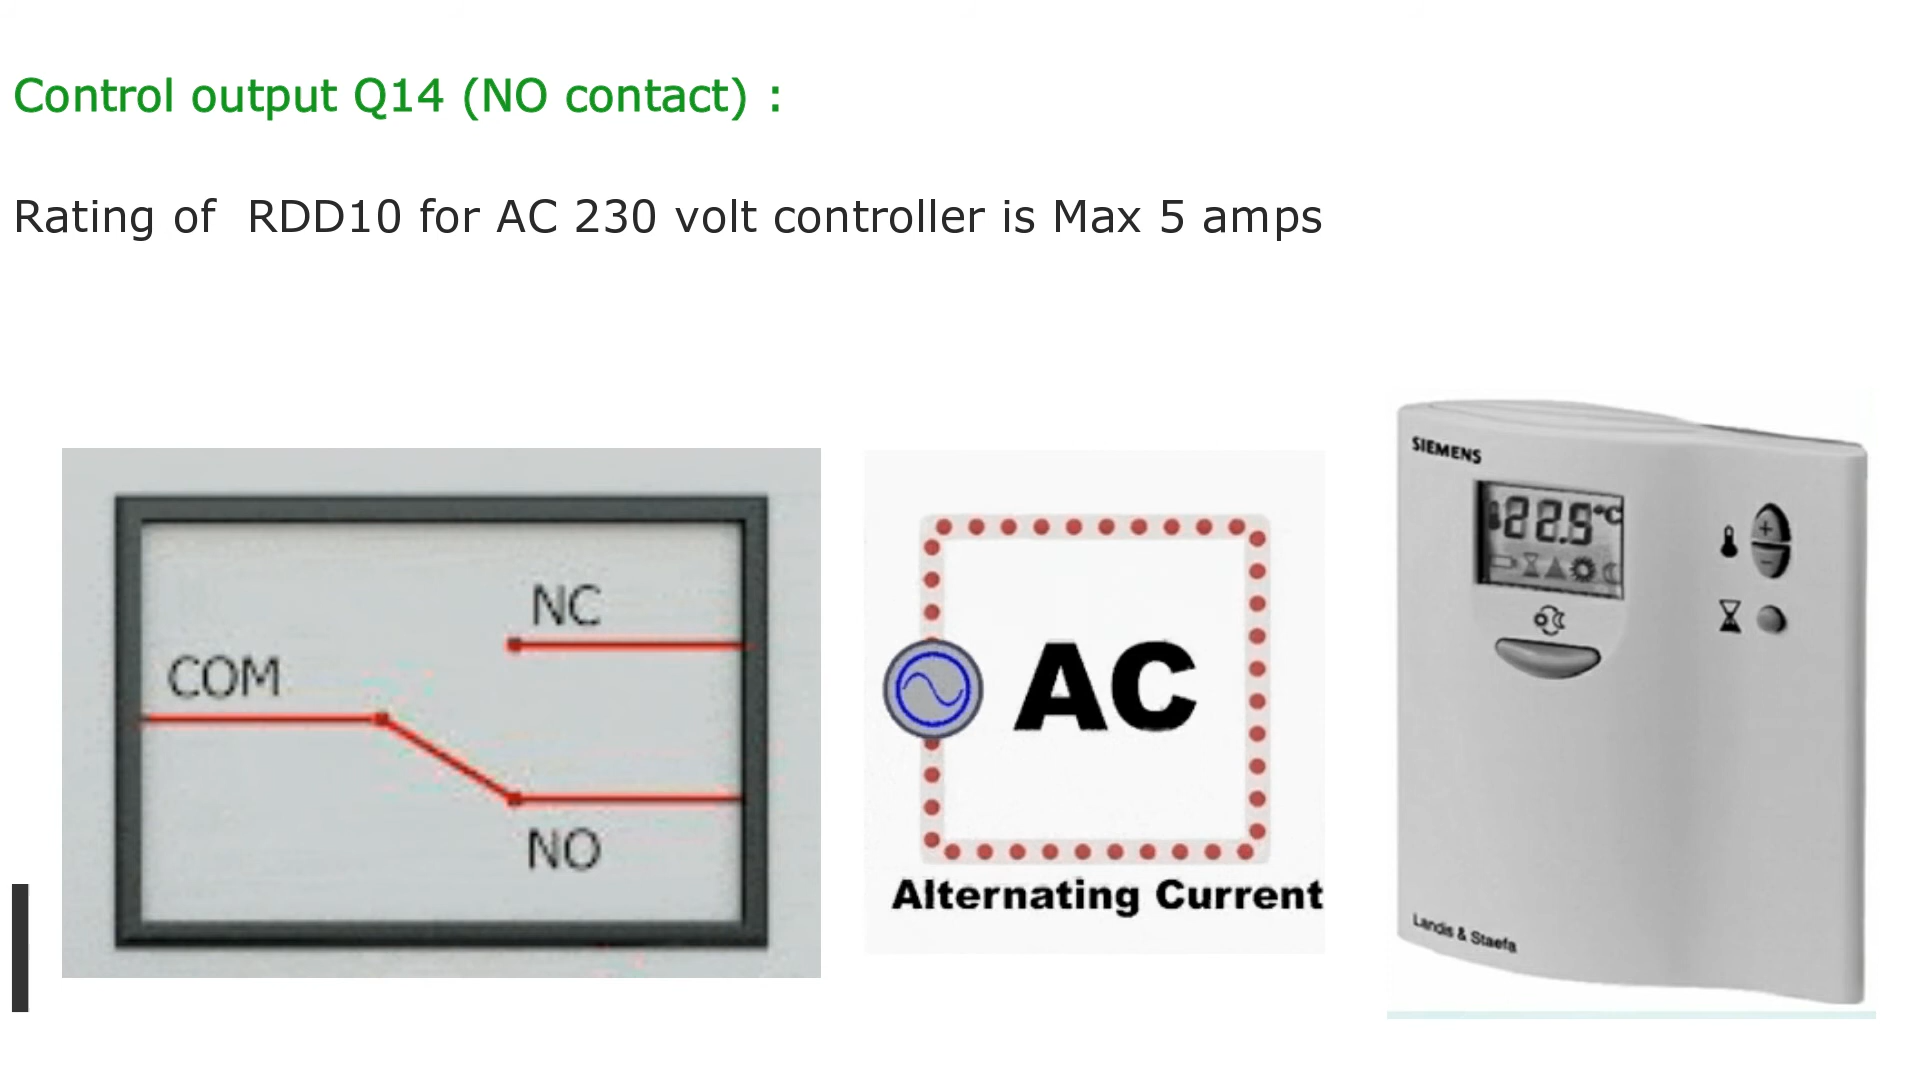 Control output Q14 (NO contact) :
Rating of  RDD10 for AC 230 volt controller is Max 5 amps
NC
COM
NO
AC
Alternating Current
SIEMENS
22.5°C
Landis & Staefa